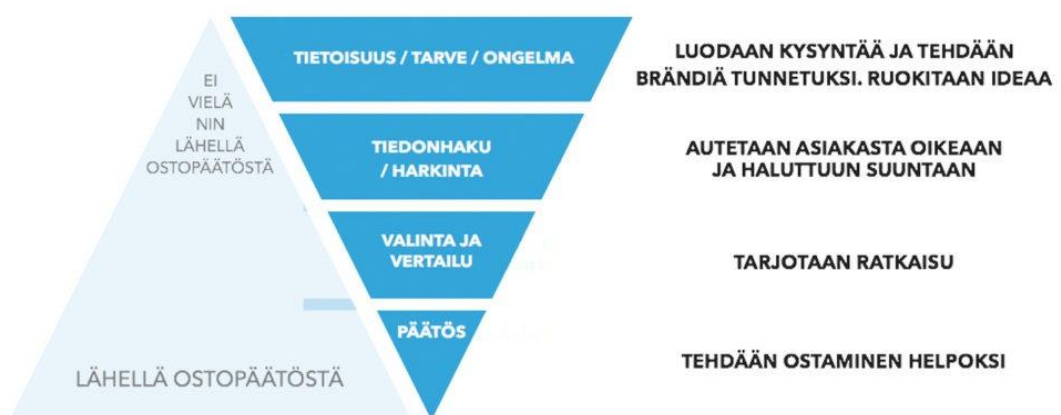 EI
VIELÄ
NIN
LÄHELLÄ
OSTOPÄÄTÖSTÄ
LÄHELLÄ OSTOPÄÄTÖSTÄ
TIETOISUUS / TARVE / ONGELMA
LUODAAN KYSYNTÄÄ JA TEHDÄÄN
BRÄNDIÄ TUNNETUKSI. RUOKITAAN IDEAA
TIEDONHAKU
/ HARKINTA
AUTETAAN ASIAKASTA OIKEAAN
JA HALUTTUUN SUUNTAAN
VALINTA JA
VERTAILU
TARJOTAAN RATKAISU
PÄÄTÖS
TEHDÄÄN OSTAMINEN HELPOKSI